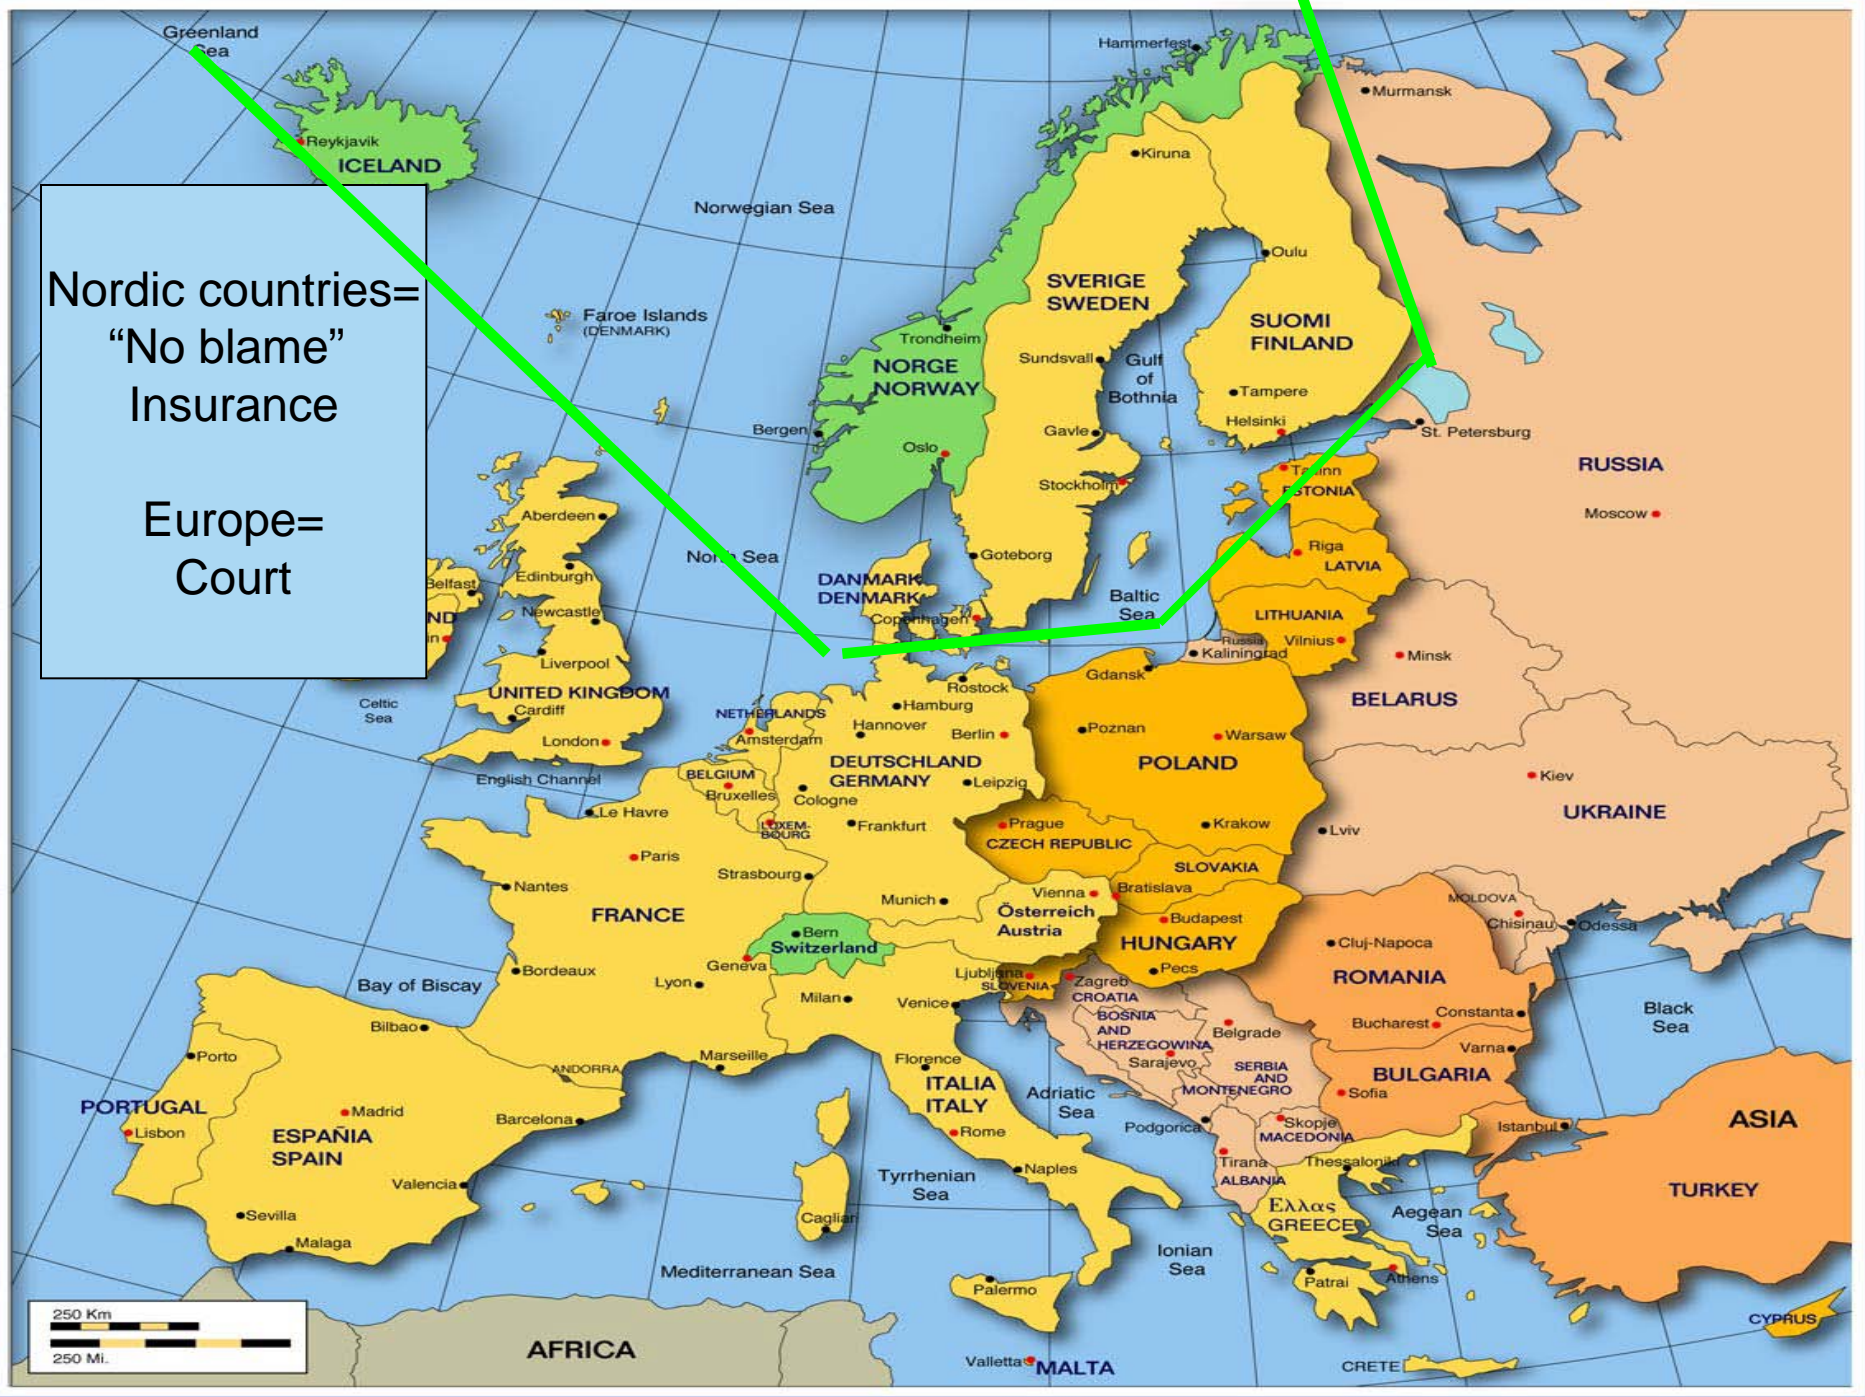 Greenland
Sea
Hammerfest
Murmansk
Reykjavik
ICELAND
Kiruna
Norwegian Sea
Nordic countries=
“No blame”
Insurance
Europe=
Court
Oulu
SVERIGE
SWEDEN
SUOMI
FINLAND
Faroe Islands
(DENMARK)
Trondheim
NORGE
NORWAY
Sundsvall
Gulf
of
Bothnia
Tampere
Helsinki
Bergen
Gavle
St. Petersburg
Oslo
RUSSIA
Stockholm
Tallinn
ESTONIA
Moscow
Aberdeen
North Sea
Goteborg
Riga
LATVIA
Belfast
Edinburgh
DANMARK
DENMARK
Baltic
Sea
Newcastle
Copenhagen
LITHUANIA
ND
in
Russia
Vilnius
Kaliningrad
Minsk
Liverpool
Gdansk
UNITED KINGDOM
Rostock
BELARUS
Celtic
Sea
Cardiff
Hamburg
NETHERLANDS
Hannover
Poznan
London
Amsterdam
Berlin
Warsaw
English Channel
BELGIUM
Bruxelles
DEUTSCHLAND
GERMANY
Leipzig
POLAND
Kiev
Cologne
UKRAINE
Le Havre
LUXEM-
BOURG
Frankfurt
Prague
Krakow
Lviv
CZECH REPUBLIC
Paris
Strasbourg
SLOVAKIA
Nantes
Vienna
Bratislava
Munich
MOLDOVA
FRANCE
Österreich
Austria
Budapest
Chisinau
Odessa
Bern
Switzerland
HUNGARY
Cluj-Napoca
Geneva
Bordeaux
Lyon
Ljubljana
SLOVENIA
Pecs
ROMANIA
Bay of Biscay
Milan
Venice
Zagreb
CROATIA
Black
Sea
Bilbao
BOSNIA
AND
HERZEGOWINA
Belgrade
Bucharest
Constanta
Porto
Marseille
Florence
Sarajevo
Varna
ANDORRA
SERBIA
AND
MONTENEGRO
BULGARIA
ITALIA
ITALY
Adriatic
Sea
Sofia
PORTUGAL
Madrid
Barcelona
Lisbon
Rome
Podgorica
Skopje
MACEDONIA
Istanbul
ASIA
ESPAÑIA
SPAIN
Tirana
ALBANIA
Thessaloniki
Naples
Valencia
Tyrrhenian
Sea
TURKEY
Ελλας
GREECE
Aegean
Sea
Sevilla
Cagliari
Malaga
Ionian
Sea
Mediterranean Sea
Palermo
Patrai
Athens
250 Km
250 Mi.
CYPRUS
AFRICA
Valletta
MALTA
CRETE